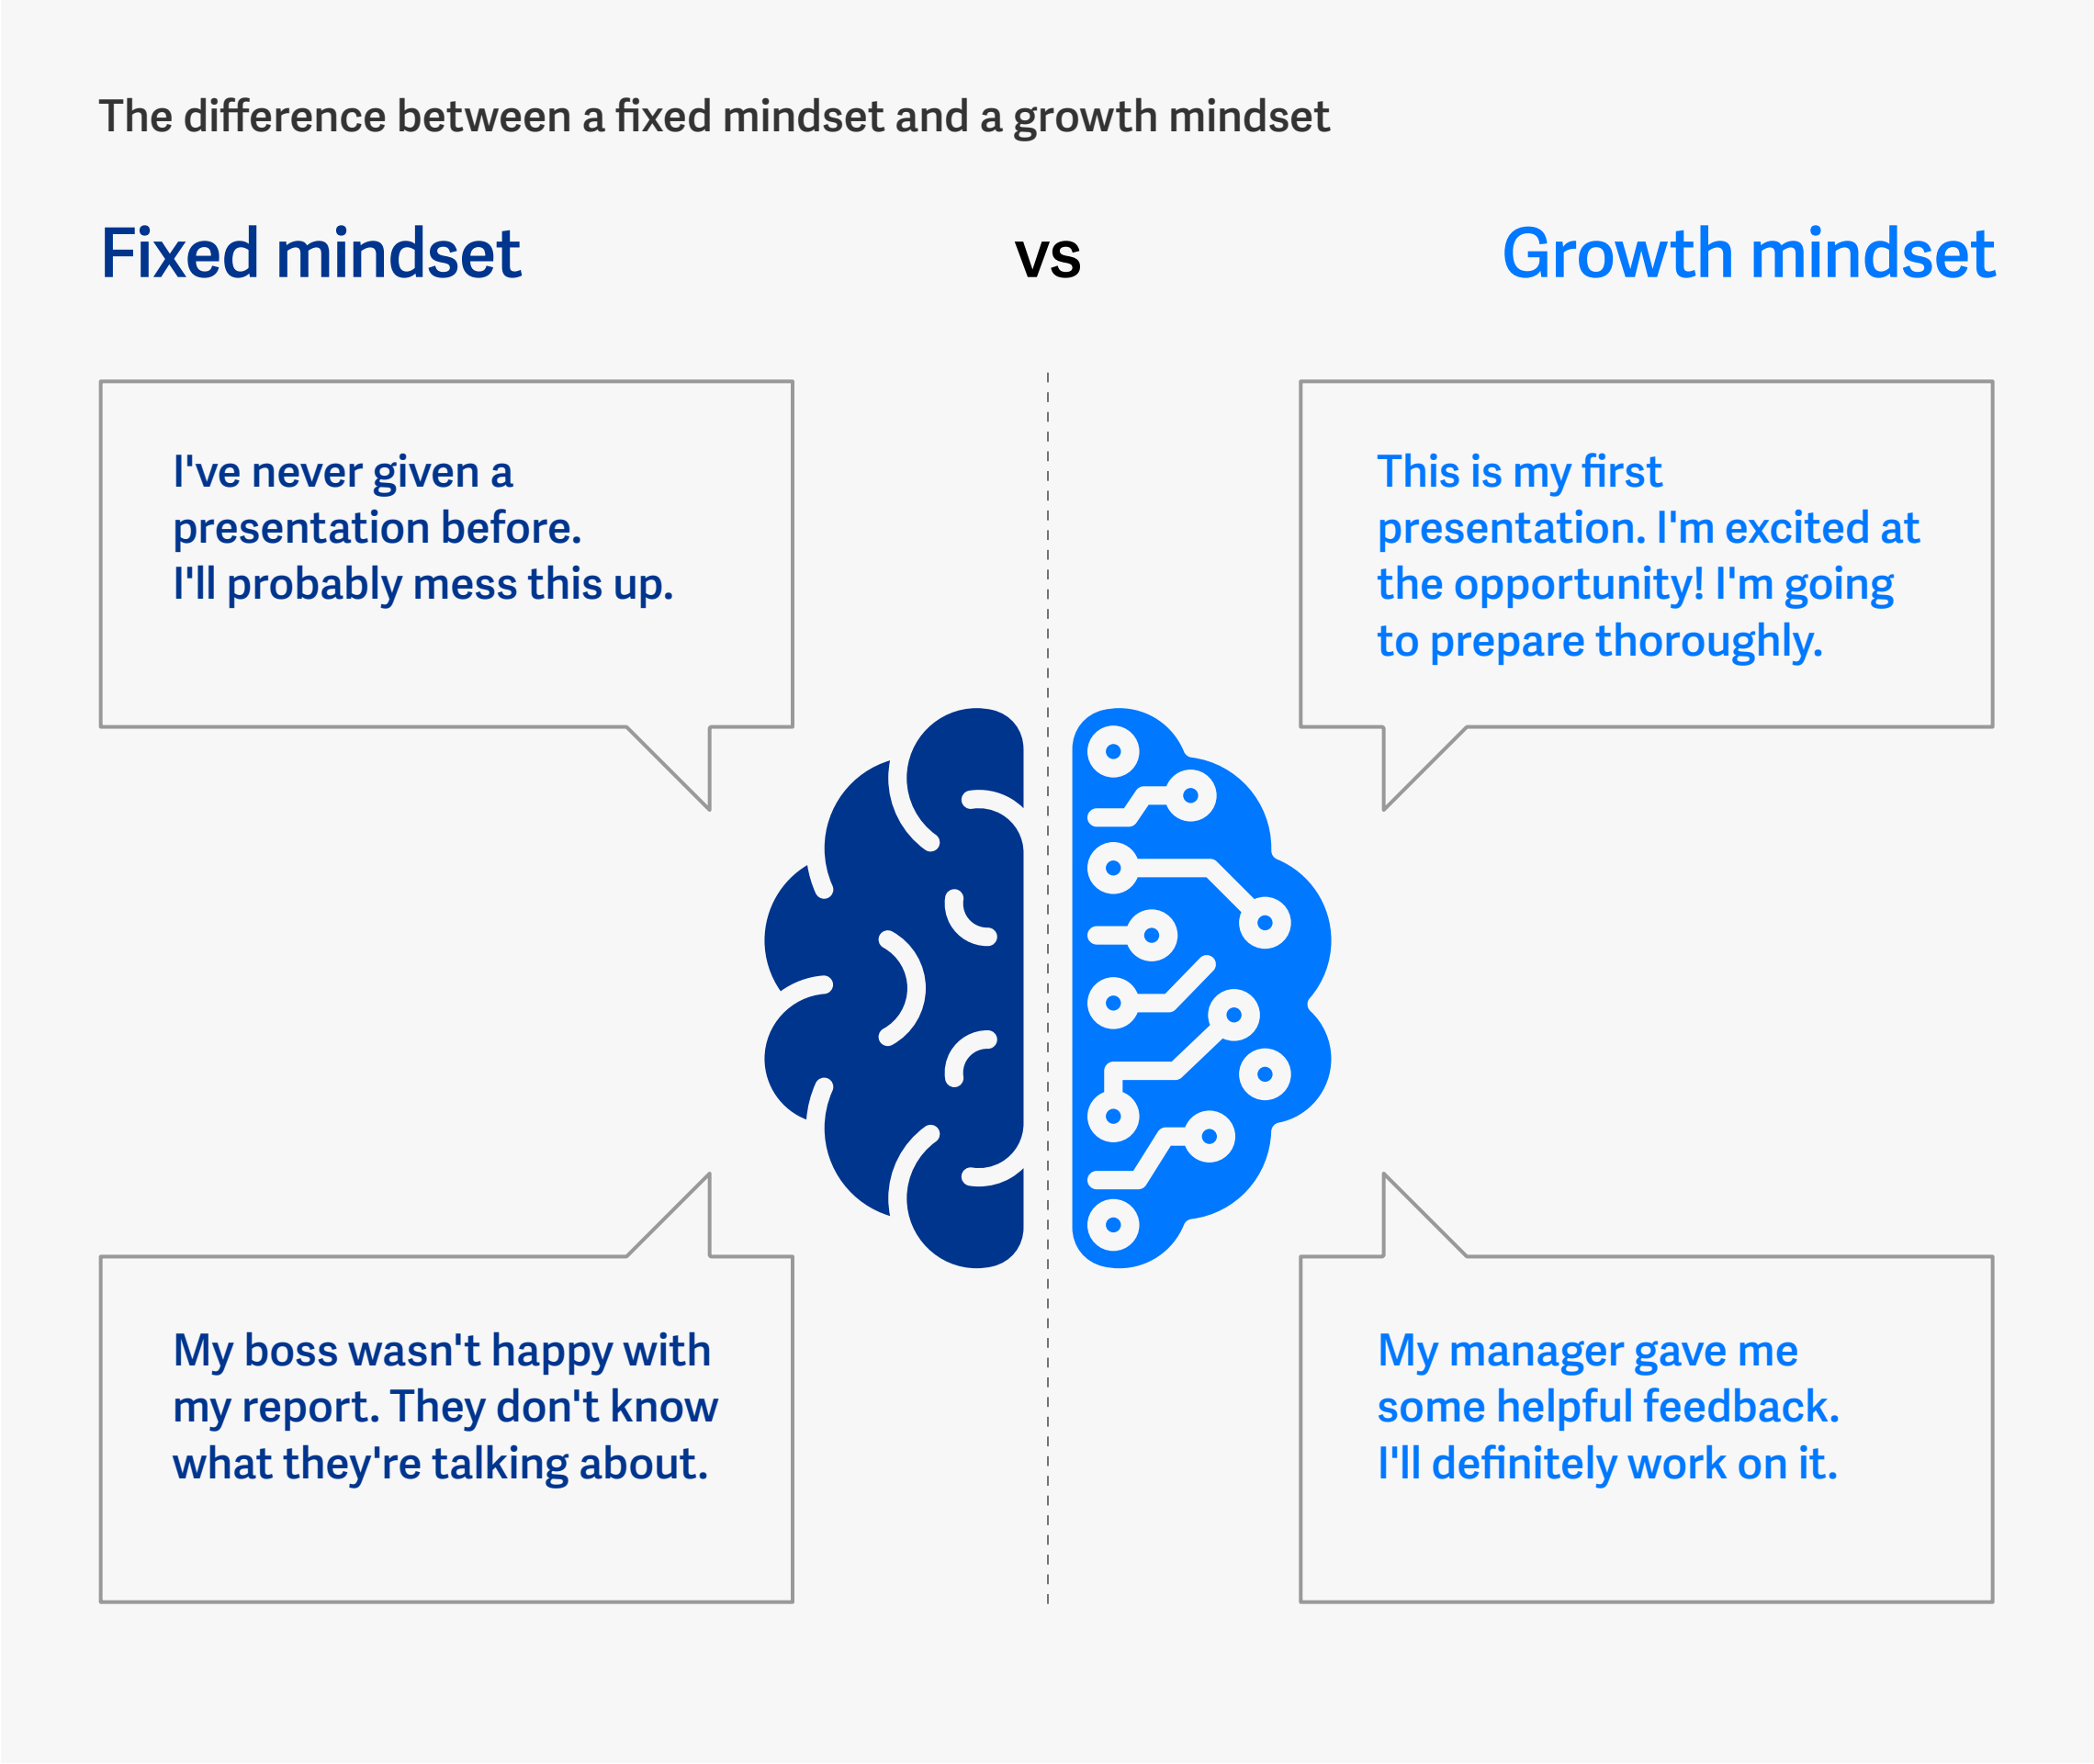 The difference between a fixed mindset and a growth mindset
Fixed mindset
vs
Growth mindset
I've never given a
presentation before.
I'll probably mess this up.
This is my first
presentation. I'm excited at
the opportunity! I'm going
to prepare thoroughly.
My boss wasn't happy with
my report. They don't know
what they're talking about.
My manager gave me
some helpful feedback.
I'll definitely work on it.